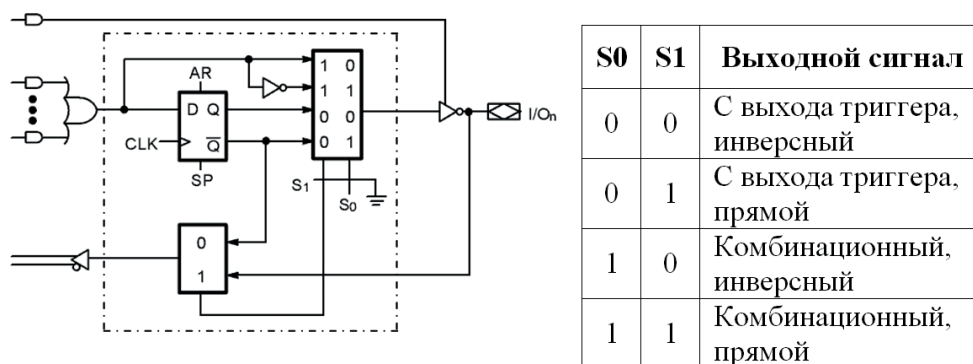 AR
D Q
CLK
Q
SP
1 0
1 1
0 0
0 1
S1
S0
I/On
0
1
S0 S1 Выходной сигнал
0 0 С выхода триггера,
инверсный
0 1 С выхода триггера,
прямой
1 0 Комбинационный,
инверсный
1 1 Комбинационный,
прямой